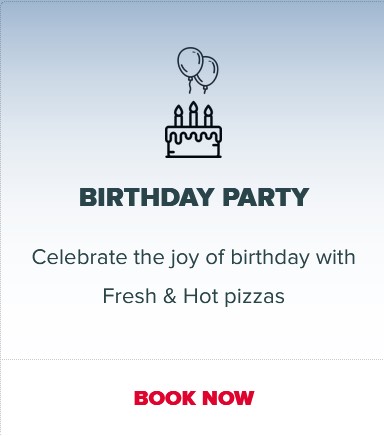 BIRTHDAY PARTY
Celebrate the joy of birthday with
Fresh & Hot pizzas
BOOK NOW